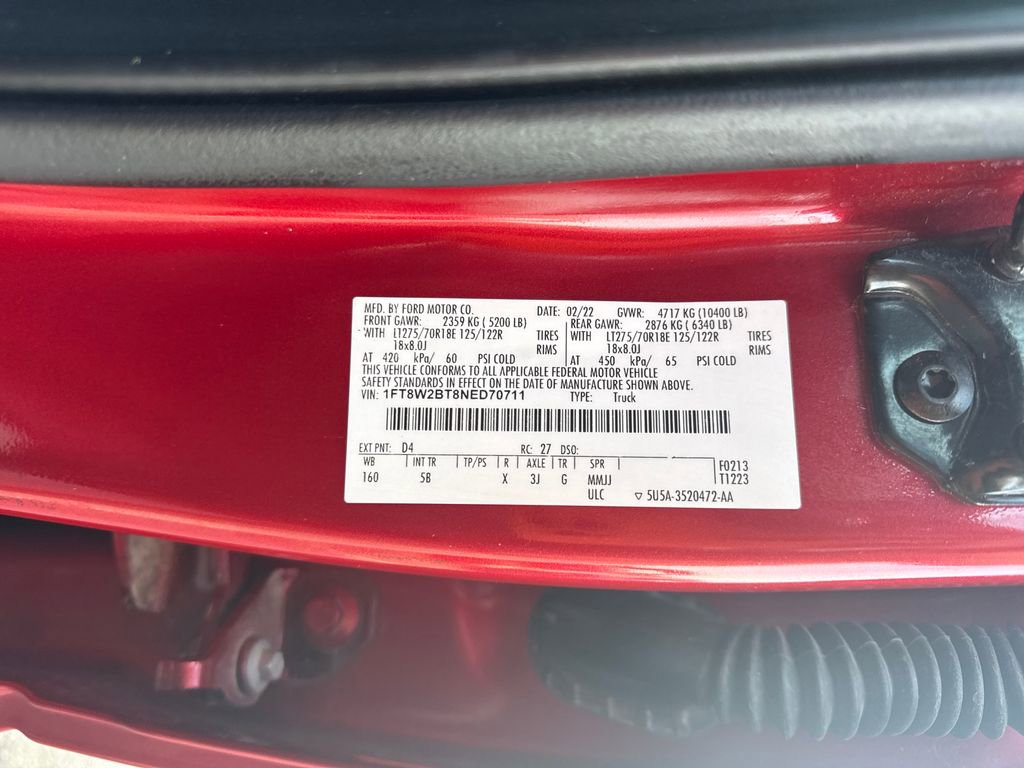 MFD. BY FORD MOTOR CO. DATE: 02/22 GVWR: 4717 KG (10400 LB)
FRONT GAWR: 2359 KG ( 5200 LB) REAR GAWR: 2876 KG ( 6340 LB)
WITH LT275/70R18E 125/122R TIRES WITH LT275/70R18E 125/122R TIRES
18x8.0J RIMS 18x8.0J RIMS
AT 420 kPa/ 60 PSI COLD AT 450 kPa/ 65 PSI COLD
THIS VEHICLE CONFORMS TO ALL APPLICABLE FEDERAL MOTOR VEHICLE
SAFETY STANDARDS IN EFFECT ON THE DATE OF MANUFACTURE SHOWN ABOVE.
VIN: 1FT8W2BT8NED70711 TYPE: Truck
EXT PNT: D4 RC: 27 DSO:
WB INT TR TP/PS R AXLE TR SPR F0213
160 5B X 3J G MMJJ T1223
ULC 5U5A-3520472-AA